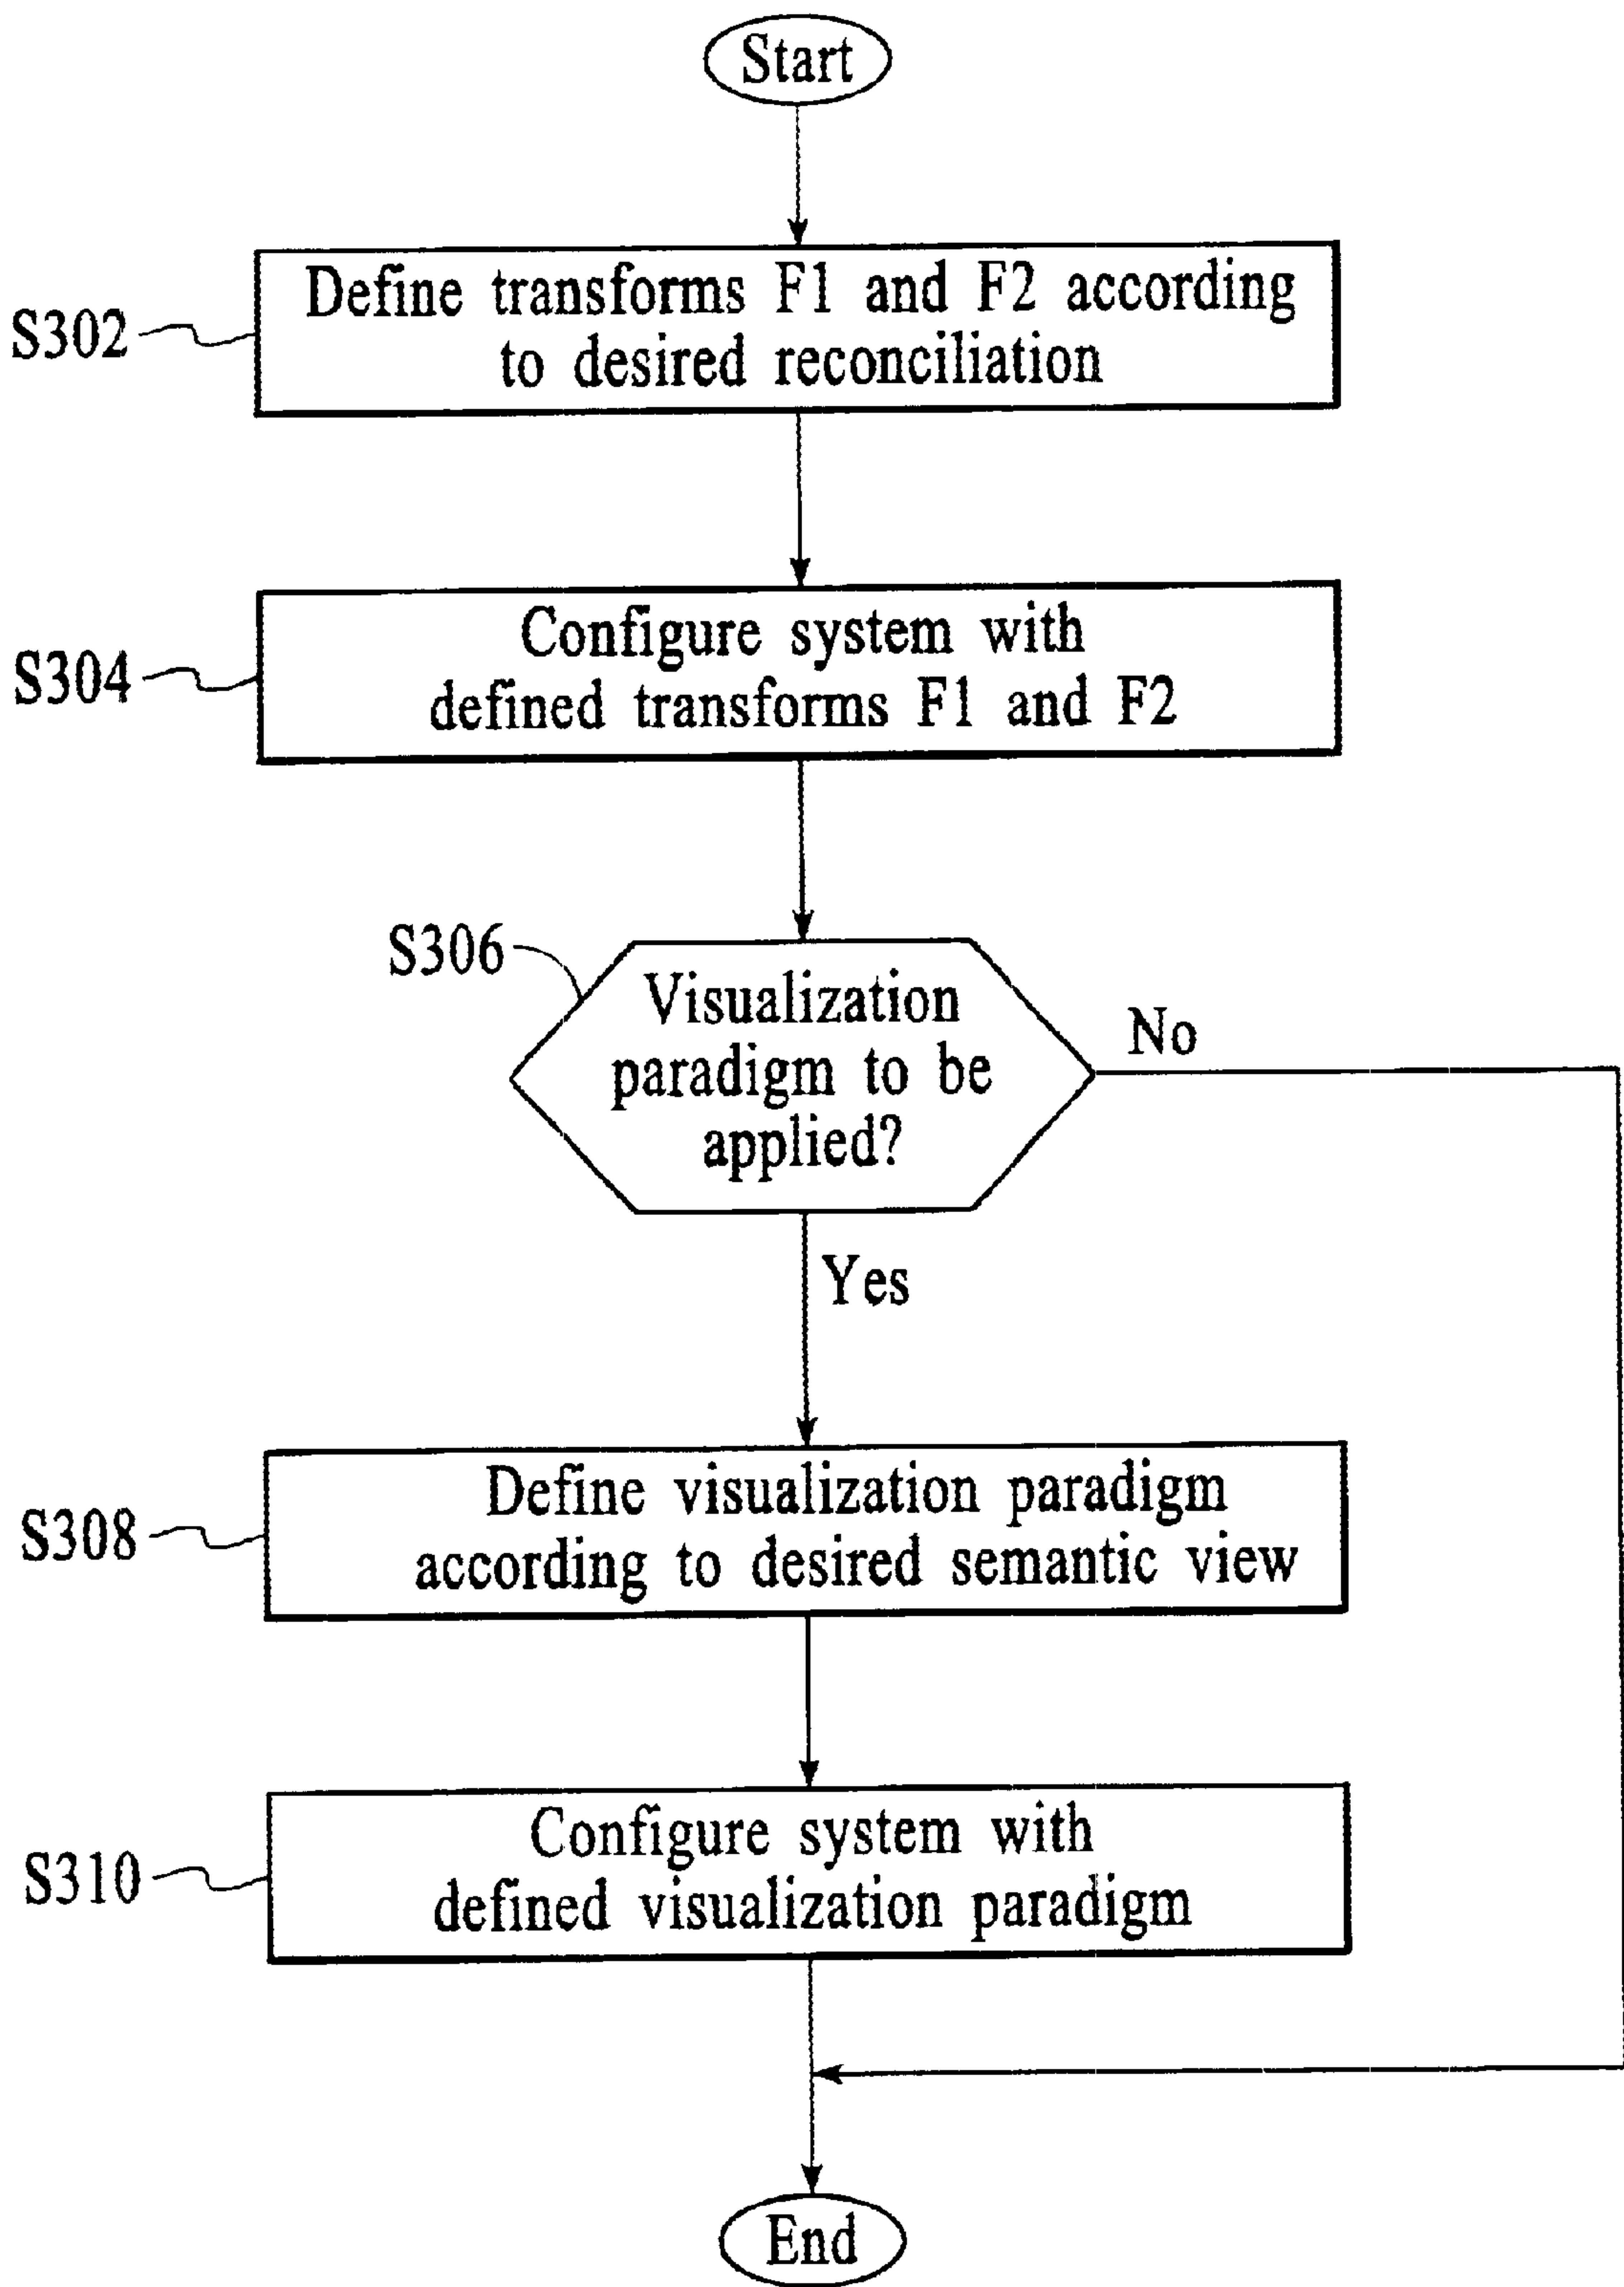 Start
S302
Define transforms F1 and F2 according
to desired reconciliation
S304
Configure system with
defined transforms F1 and F2
S306
Visualization
paradigm to be
applied?
No
Yes
S308
Define visualization paradigm
according to desired semantic view
S310
Configure system with
defined visualization paradigm
End